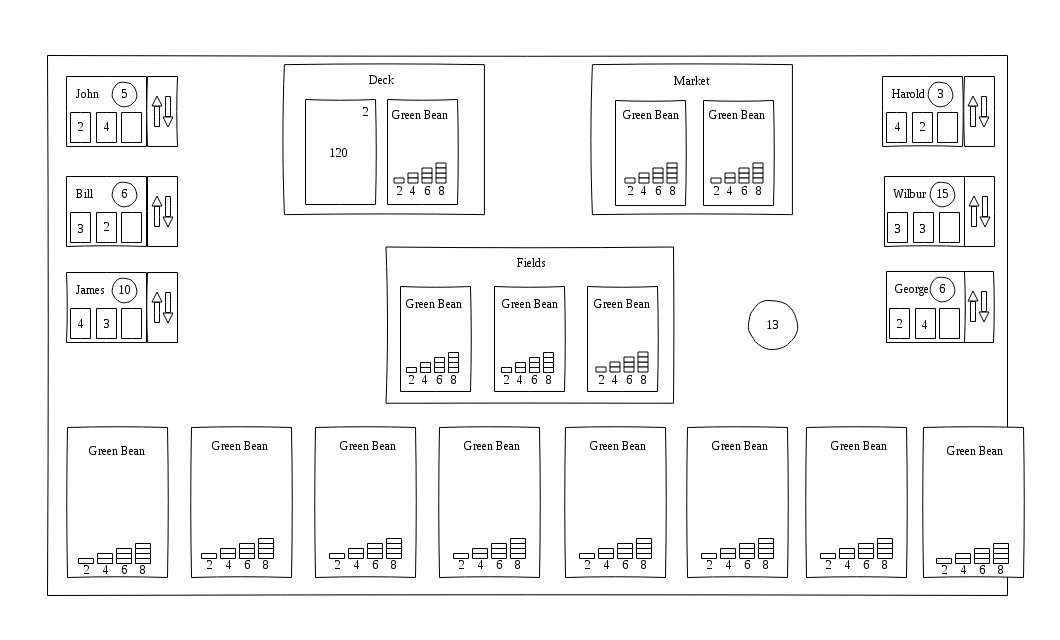 John 5
2 4
Bill 6
3 2
James 10
4 3
Deck
2
120
Green Bean
2 4 6 8
Market
Green Bean
2 4 6 8
Green Bean
2 4 6 8
Harold 3
4 2
Wilbur 15
3 3
George 6
2 4
Fields
Green Bean
2 4 6 8
Green Bean
2 4 6 8
Green Bean
2 4 6 8
13
Green Bean
2 4 6 8
Green Bean
2 4 6 8
Green Bean
2 4 6 8
Green Bean
2 4 6 8
Green Bean
2 4 6 8
Green Bean
2 4 6 8
Green Bean
2 4 6 8
Green Bean
2 4 6 8